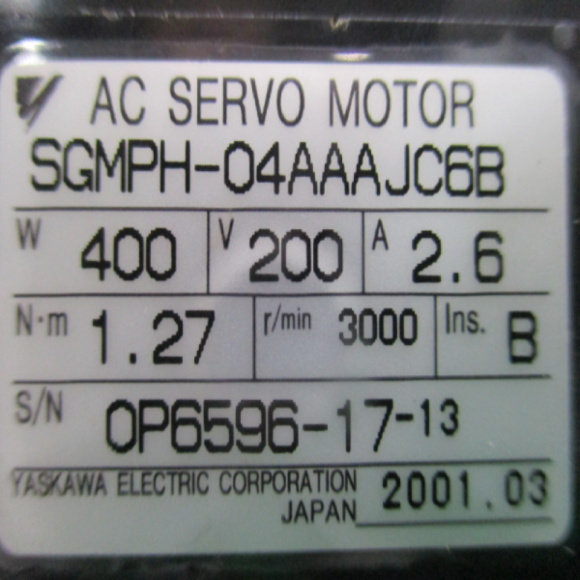 AC SERVO MOTOR
SGMPH-04AAAJC6B
W 400 V 200 A 2.6
N·m 1.27 r/min 3000 Ins. B
S/N 0P6596-17-13
YASKAWA ELECTRIC CORPORATION 2001.03
JAPAN